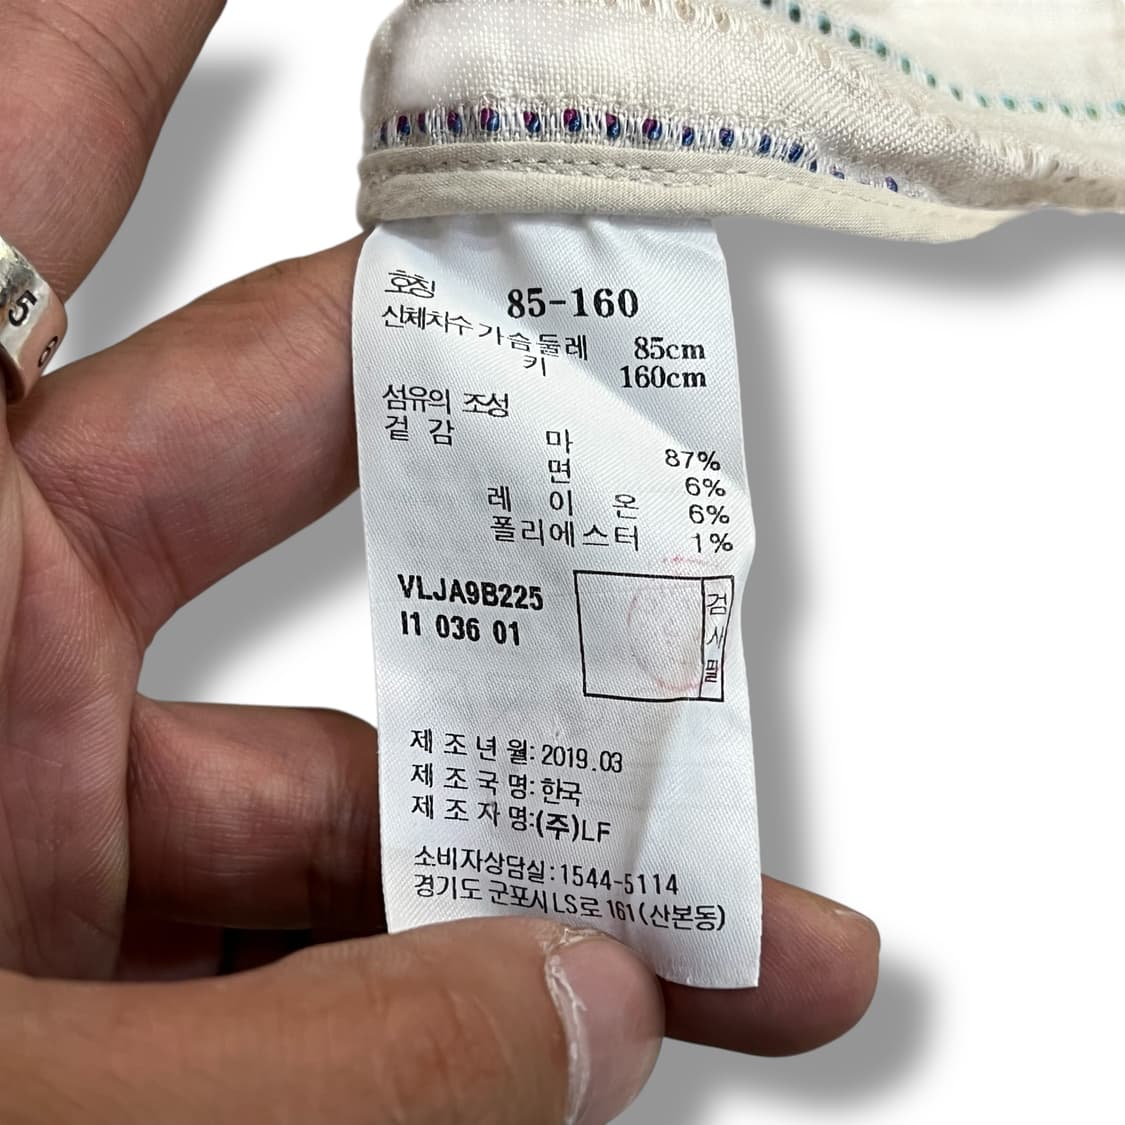 호칭 85-160
신체치수 가슴둘레 85cm
키 160cm
섬유의 조성
겉 감 마 87%
면 6%
레 이 온 6%
폴리에스터 1%
VLJA9B225
I1 036 01
검사필
제 조 년 월: 2019.03
제 조 국 명: 한국
제 조 자 명:(주)LF
소비자상담실:1544-5114
경기도 군포시 LS로 161(산본동)
5